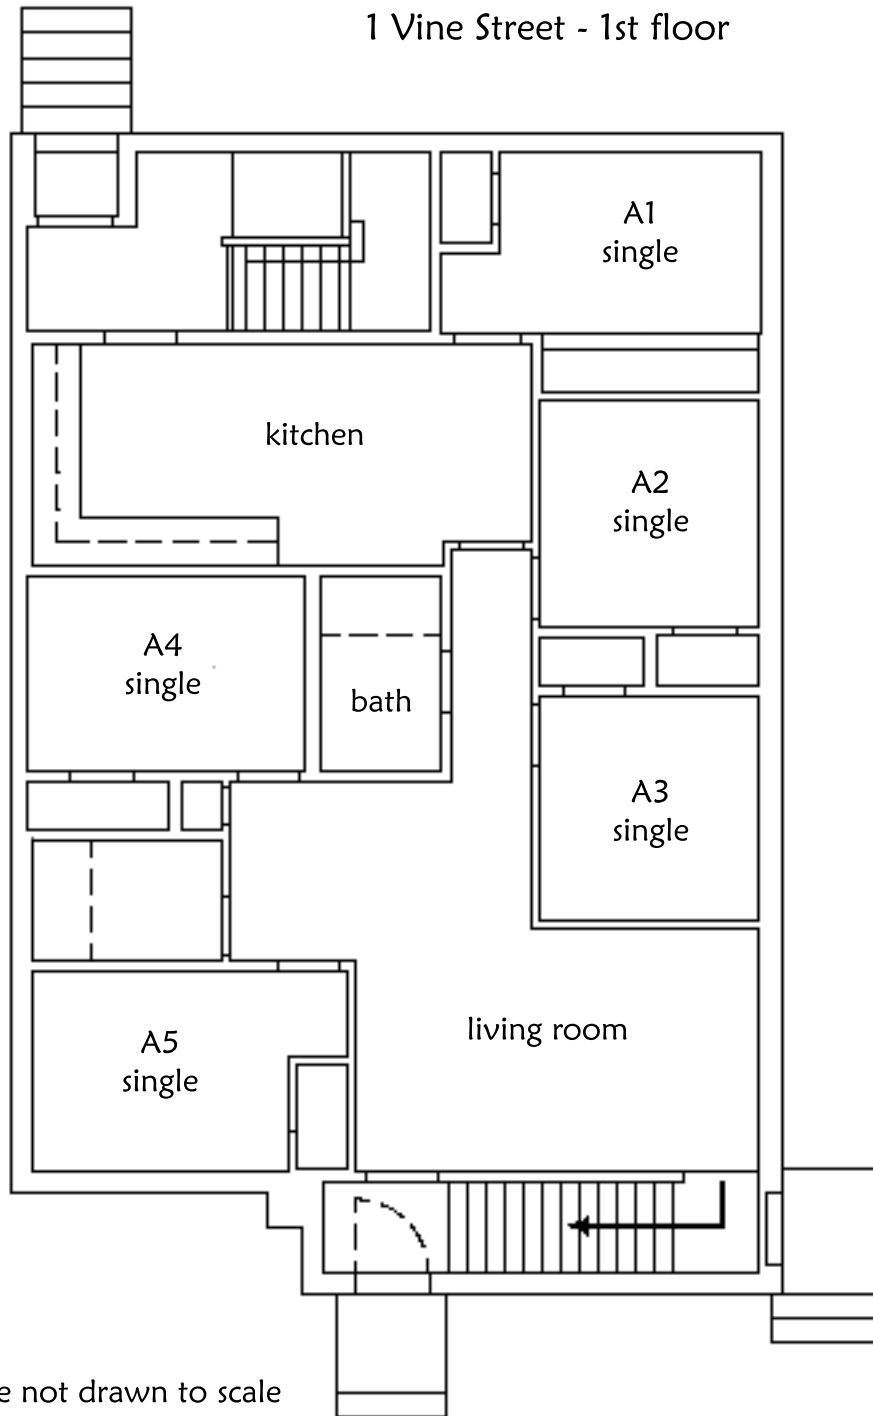 1 Vine Street - 1st floor
A1
single
kitchen
A2
single
A4
single
bath
A3
single
living room
A5
single
e not drawn to scale